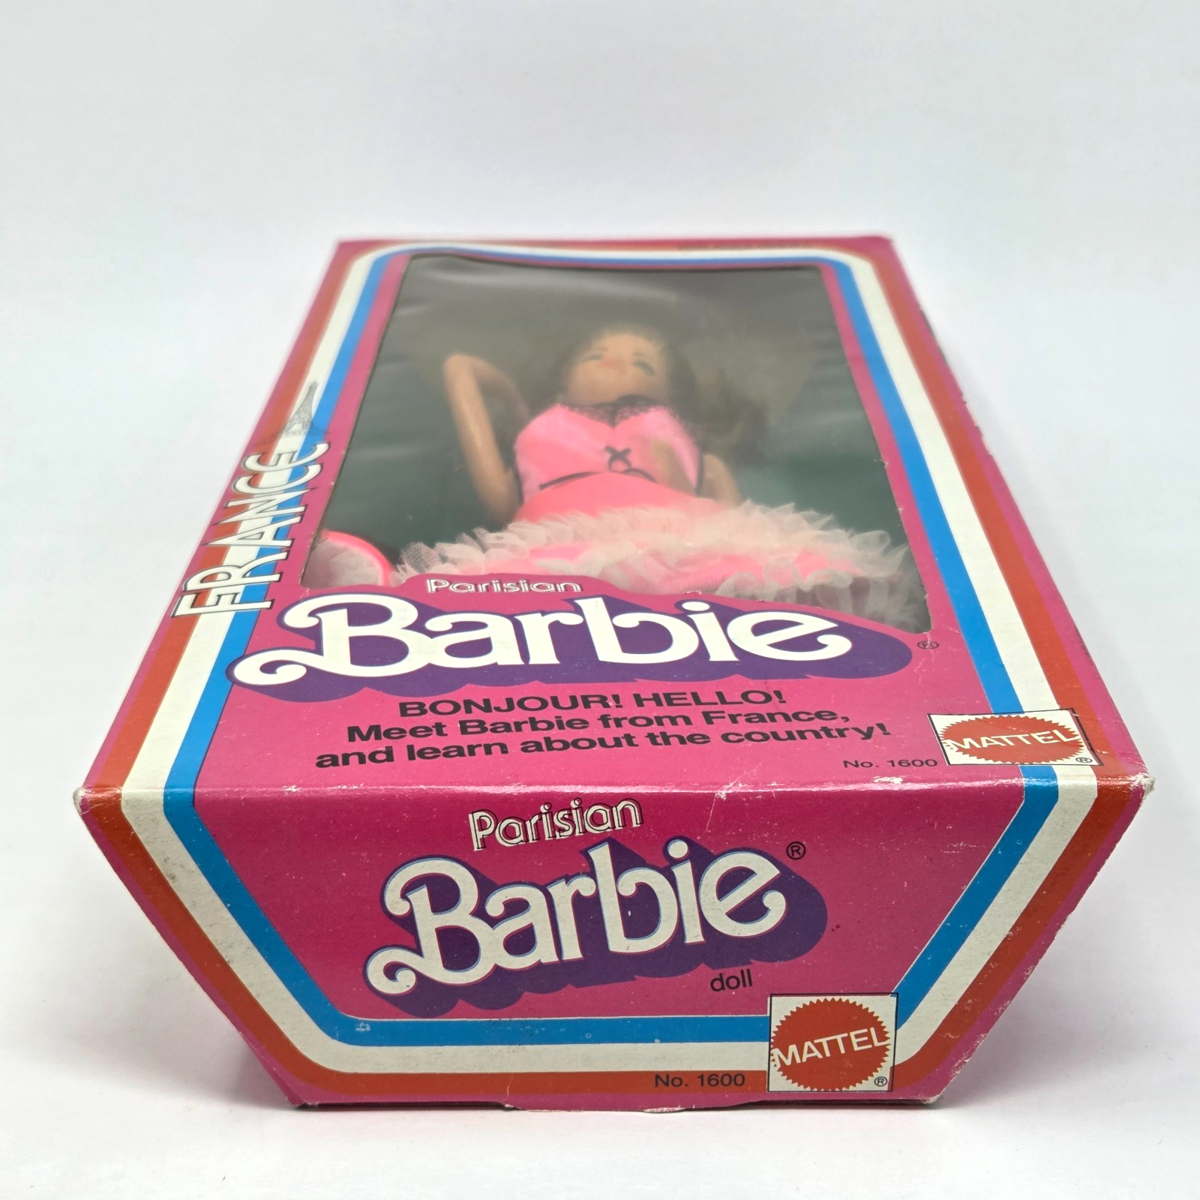 FRANCE
Parisian
Barbie®
BONJOUR! HELLO!
Meet Barbie from France,
and learn about the country!
No. 1600
MATTEL®
Parisian
Barbie®
doll
No. 1600
MATTEL®